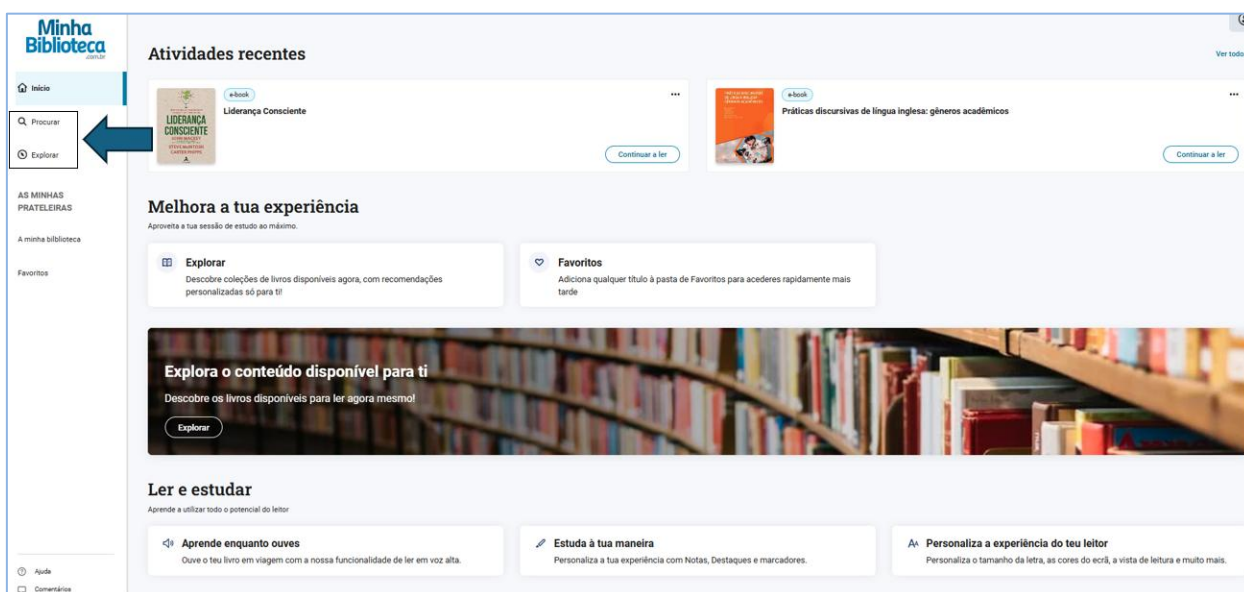 Minha
Biblioteca
.com.br
Início
Procurar
Explorar
AS MINHAS
PRATELEIRAS
A minha biblioteca
Favoritos
Ajuda
Comentários
Atividades recentes
Ver todo
e-book
Liderança Consciente
LIDERANÇA
CONSCIENTE
Continuar a ler
e-book
Práticas discursivas de língua inglesa: gêneros acadêmicos
Continuar a ler
Melhora a tua experiência
Aproveita a tua sessão de estudo ao máximo.
Explorar
Descobre coleções de livros disponíveis agora, com recomendações
personalizadas só para ti!
Favoritos
Adiciona qualquer título à pasta de Favoritos para acederes rapidamente mais
tarde
Explora o conteúdo disponível para ti
Descobre os livros disponíveis para ler agora mesmo!
Explorar
Ler e estudar
Aprende a utilizar todo o potencial do leitor
Aprende enquanto ouves
Ouve o teu livro em viagem com a nossa funcionalidade de ler em voz alta.
Estuda à tua maneira
Personaliza a tua experiência com Notas, Destaques e marcadores.
Personaliza a experiência do teu leitor
Personaliza o tamanho da letra, as cores do ecrã, a vista de leitura e muito mais.